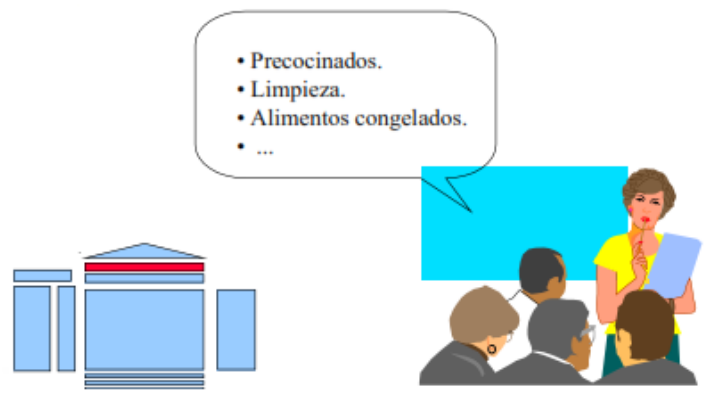 • Precocinados.
• Limpieza.
• Alimentos congelados.
• ...